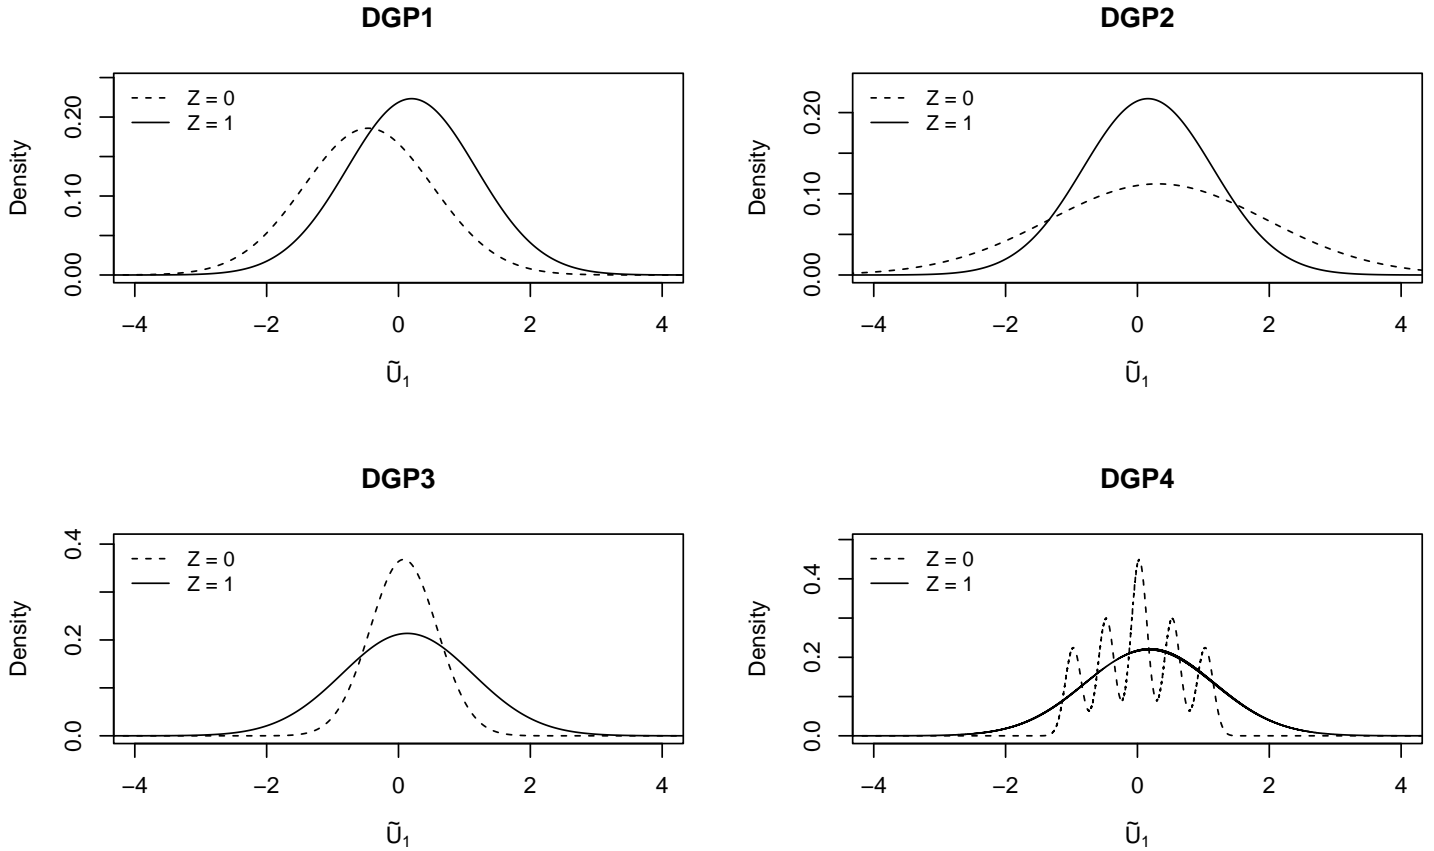 DGP1
Density
0.00 0.10 0.20
Z = 0
Z = 1
−4 −2 0 2 4
Ũ1
DGP2
Density
0.00 0.10 0.20
Z = 0
Z = 1
−4 −2 0 2 4
Ũ1
DGP3
Density
0.0 0.2 0.4
Z = 0
Z = 1
−4 −2 0 2 4
Ũ1
DGP4
Density
0.0 0.2 0.4
Z = 0
Z = 1
−4 −2 0 2 4
Ũ1